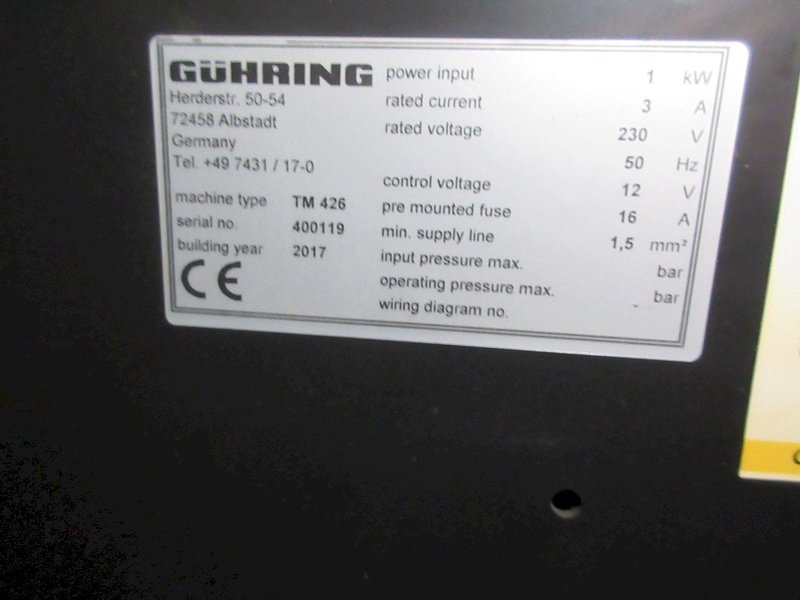 GÜHRING
Herderstr. 50-54
72458 Albstadt
Germany
Tel. +49 7431 / 17-0
machine type TM 426
serial no. 400119
building year 2017
CE
power input 1 kW
rated current 3 A
rated voltage 230 V
50 Hz
control voltage 12 V
pre mounted fuse 16 A
min. supply line 1,5 mm²
input pressure max. bar
operating pressure max. bar
wiring diagram no. -